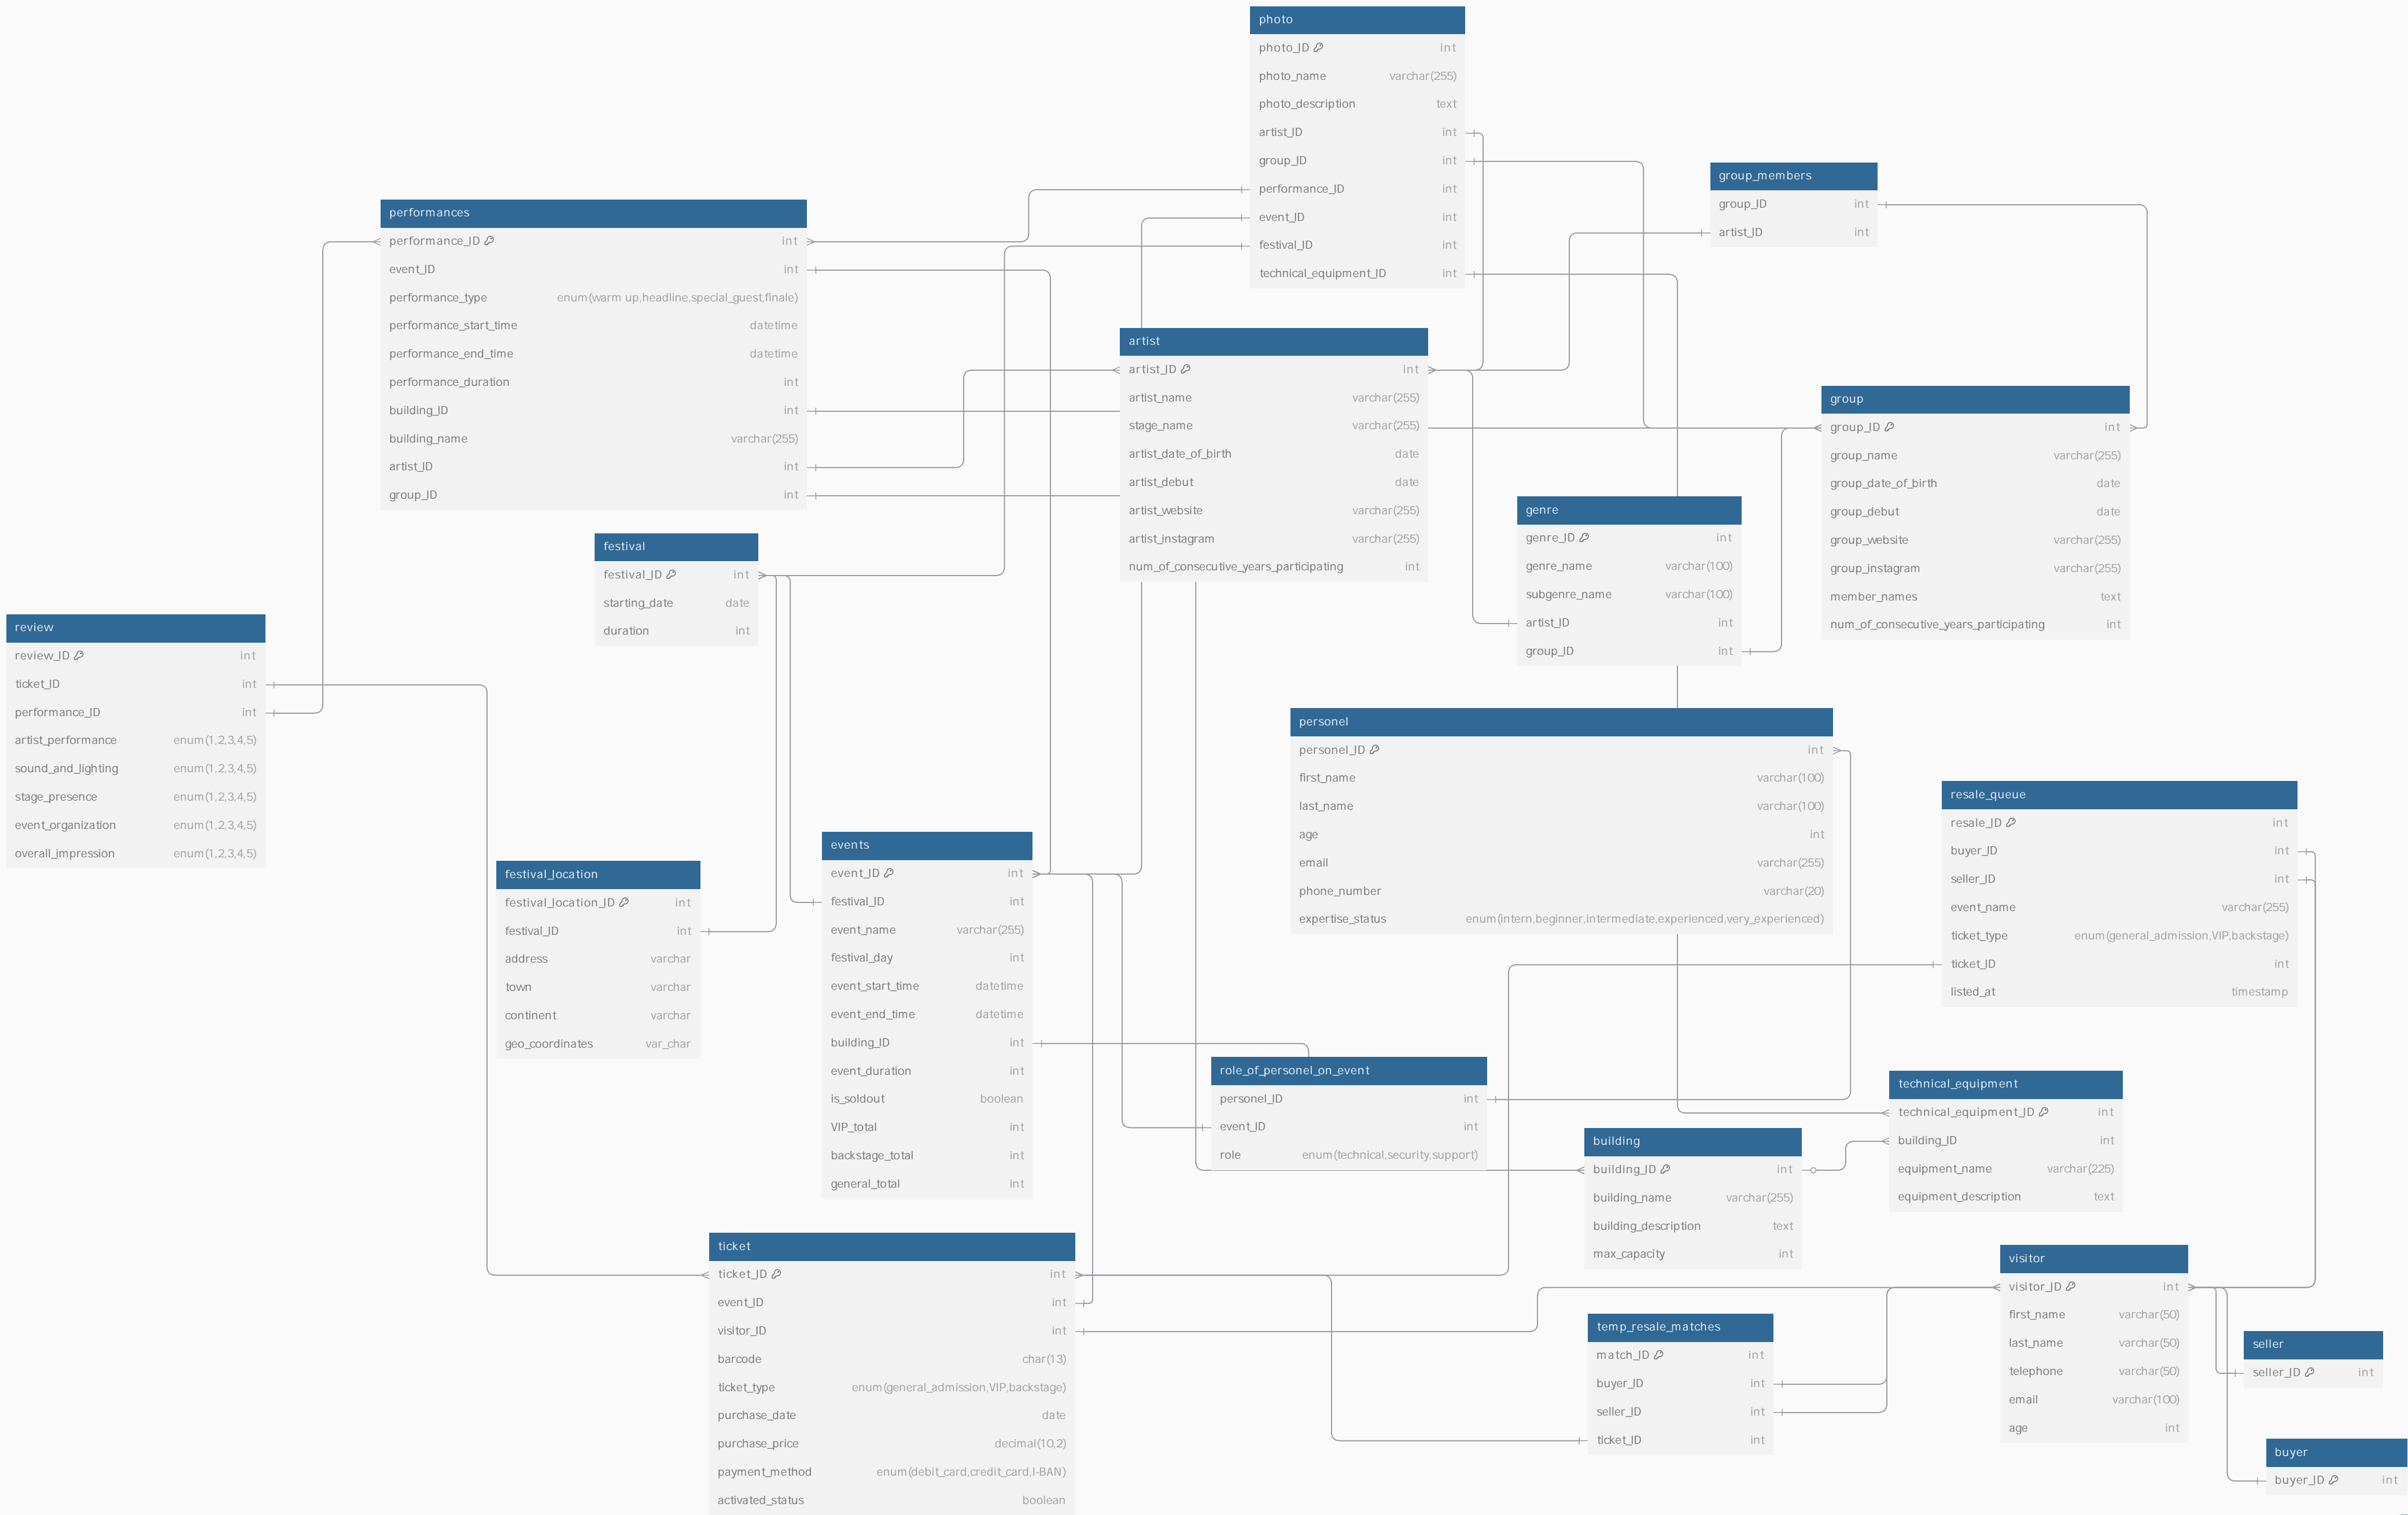 photo
photo_ID int
photo_name varchar(255)
photo_description text
artist_ID int
group_ID int
performance_ID int
event_ID int
festival_ID int
technical_equipment_ID int
group_members
group_ID int
artist_ID int
performances
performance_ID int
event_ID int
performance_type enum(warm up,headline,special_guest,finale)
performance_start_time datetime
performance_end_time datetime
performance_duration int
building_ID int
building_name varchar(255)
artist_ID int
group_ID int
artist
artist_ID int
artist_name varchar(255)
stage_name varchar(255)
artist_date_of_birth date
artist_debut date
artist_website varchar(255)
artist_instagram varchar(255)
num_of_consecutive_years_participating int
group
group_ID int
group_name varchar(255)
group_date_of_birth date
group_debut date
group_website varchar(255)
group_instagram varchar(255)
member_names text
num_of_consecutive_years_participating int
genre
genre_ID int
genre_name varchar(100)
subgenre_name varchar(100)
artist_ID int
group_ID int
festival
festival_ID int
starting_date date
duration int
review
review_ID int
ticket_ID int
performance_ID int
artist_performance enum(1,2,3,4,5)
sound_and_lighting enum(1,2,3,4,5)
stage_presence enum(1,2,3,4,5)
event_organization enum(1,2,3,4,5)
overall_impression enum(1,2,3,4,5)
personel
personel_ID int
first_name varchar(100)
last_name varchar(100)
age int
email varchar(255)
phone_number varchar(20)
expertise_status enum(intern,beginner,intermediate,experienced,very_experienced)
resale_queue
resale_ID int
buyer_ID int
seller_ID int
event_name varchar(255)
ticket_type enum(general_admission,VIP,backstage)
ticket_ID int
listed_at timestamp
events
event_ID int
festival_ID int
event_name varchar(255)
festival_day int
event_start_time datetime
event_end_time datetime
building_ID int
event_duration int
is_soldout boolean
VIP_total int
backstage_total int
general_total int
festival_location
festival_location_ID int
festival_ID int
address varchar
town varchar
continent varchar
geo_coordinates var_char
role_of_personel_on_event
personel_ID int
event_ID int
role enum(technical,security,support)
technical_equipment
technical_equipment_ID int
building_ID int
equipment_name varchar(225)
equipment_description text
building
building_ID int
building_name varchar(255)
building_description text
max_capacity int
ticket
ticket_ID int
event_ID int
visitor_ID int
barcode char(13)
ticket_type enum(general_admission,VIP,backstage)
purchase_date date
purchase_price decimal(10,2)
payment_method enum(debit_card,credit_card,I-BAN)
activated_status boolean
visitor
visitor_ID int
first_name varchar(50)
last_name varchar(50)
telephone varchar(50)
email varchar(100)
age int
temp_resale_matches
match_ID int
buyer_ID int
seller_ID int
ticket_ID int
seller
seller_ID int
buyer
buyer_ID int